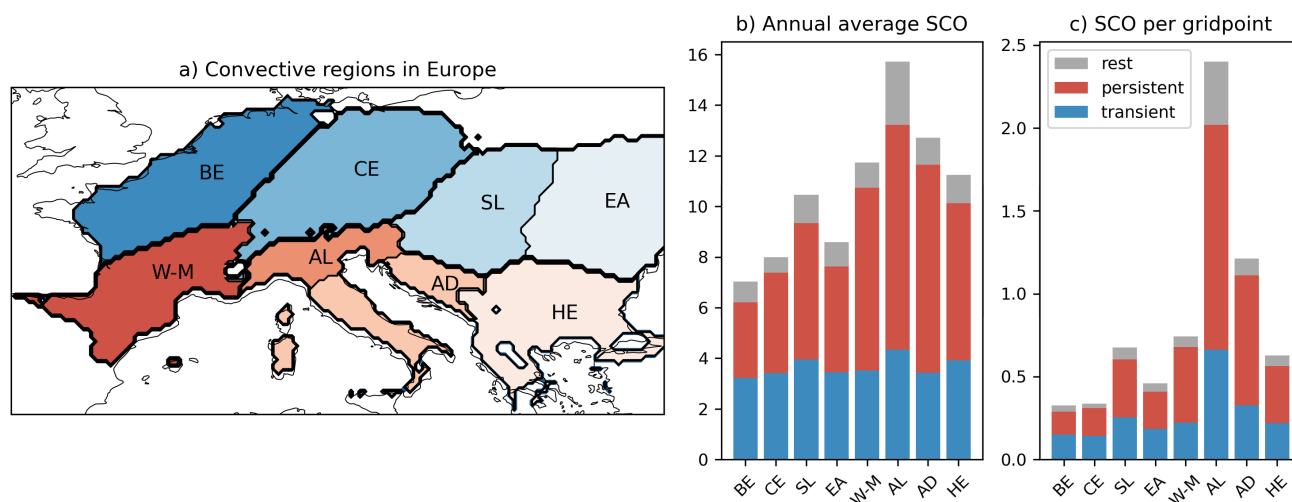 a) Convective regions in Europe
BE
CE
SL
EA
W-M
AL
AD
HE
b) Annual average SCO
16
14
12
10
8
6
4
2
0
BE
CE
SL
EA
W-M
AL
AD
HE
c) SCO per gridpoint
2.5
2.0
1.5
1.0
0.5
0.0
rest
persistent
transient
BE
CE
SL
EA
W-M
AL
AD
HE